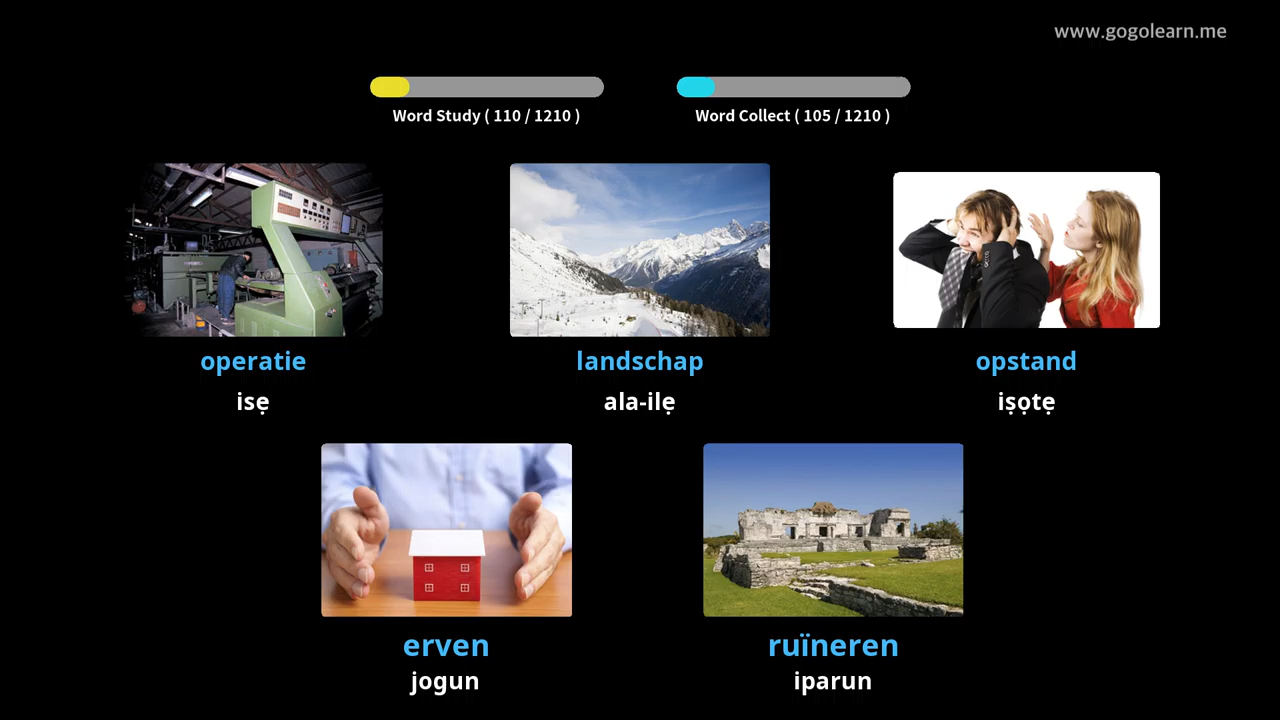 www.gogolearn.me
Word Study ( 110 / 1210 )
Word Collect ( 105 / 1210 )
operatie
landschap
opstand
isẹ
ala-ilẹ
iṣọtẹ
erven
ruïneren
jogun
iparun